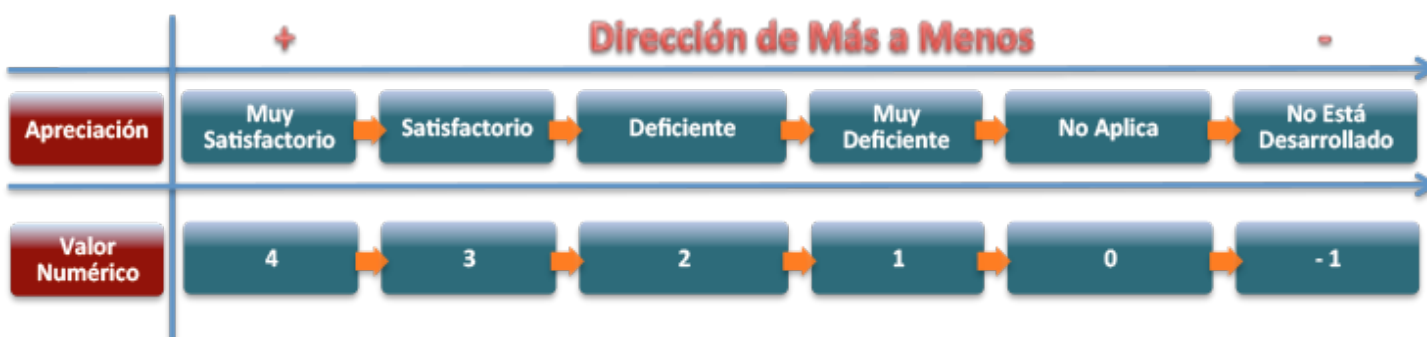 + Dirección de Más a Menos -
Apreciación
Muy
Satisfactorio
Satisfactorio
Deficiente
Muy
Deficiente
No Aplica
No Está
Desarrollado
Valor
Numérico
4
3
2
1
0
- 1